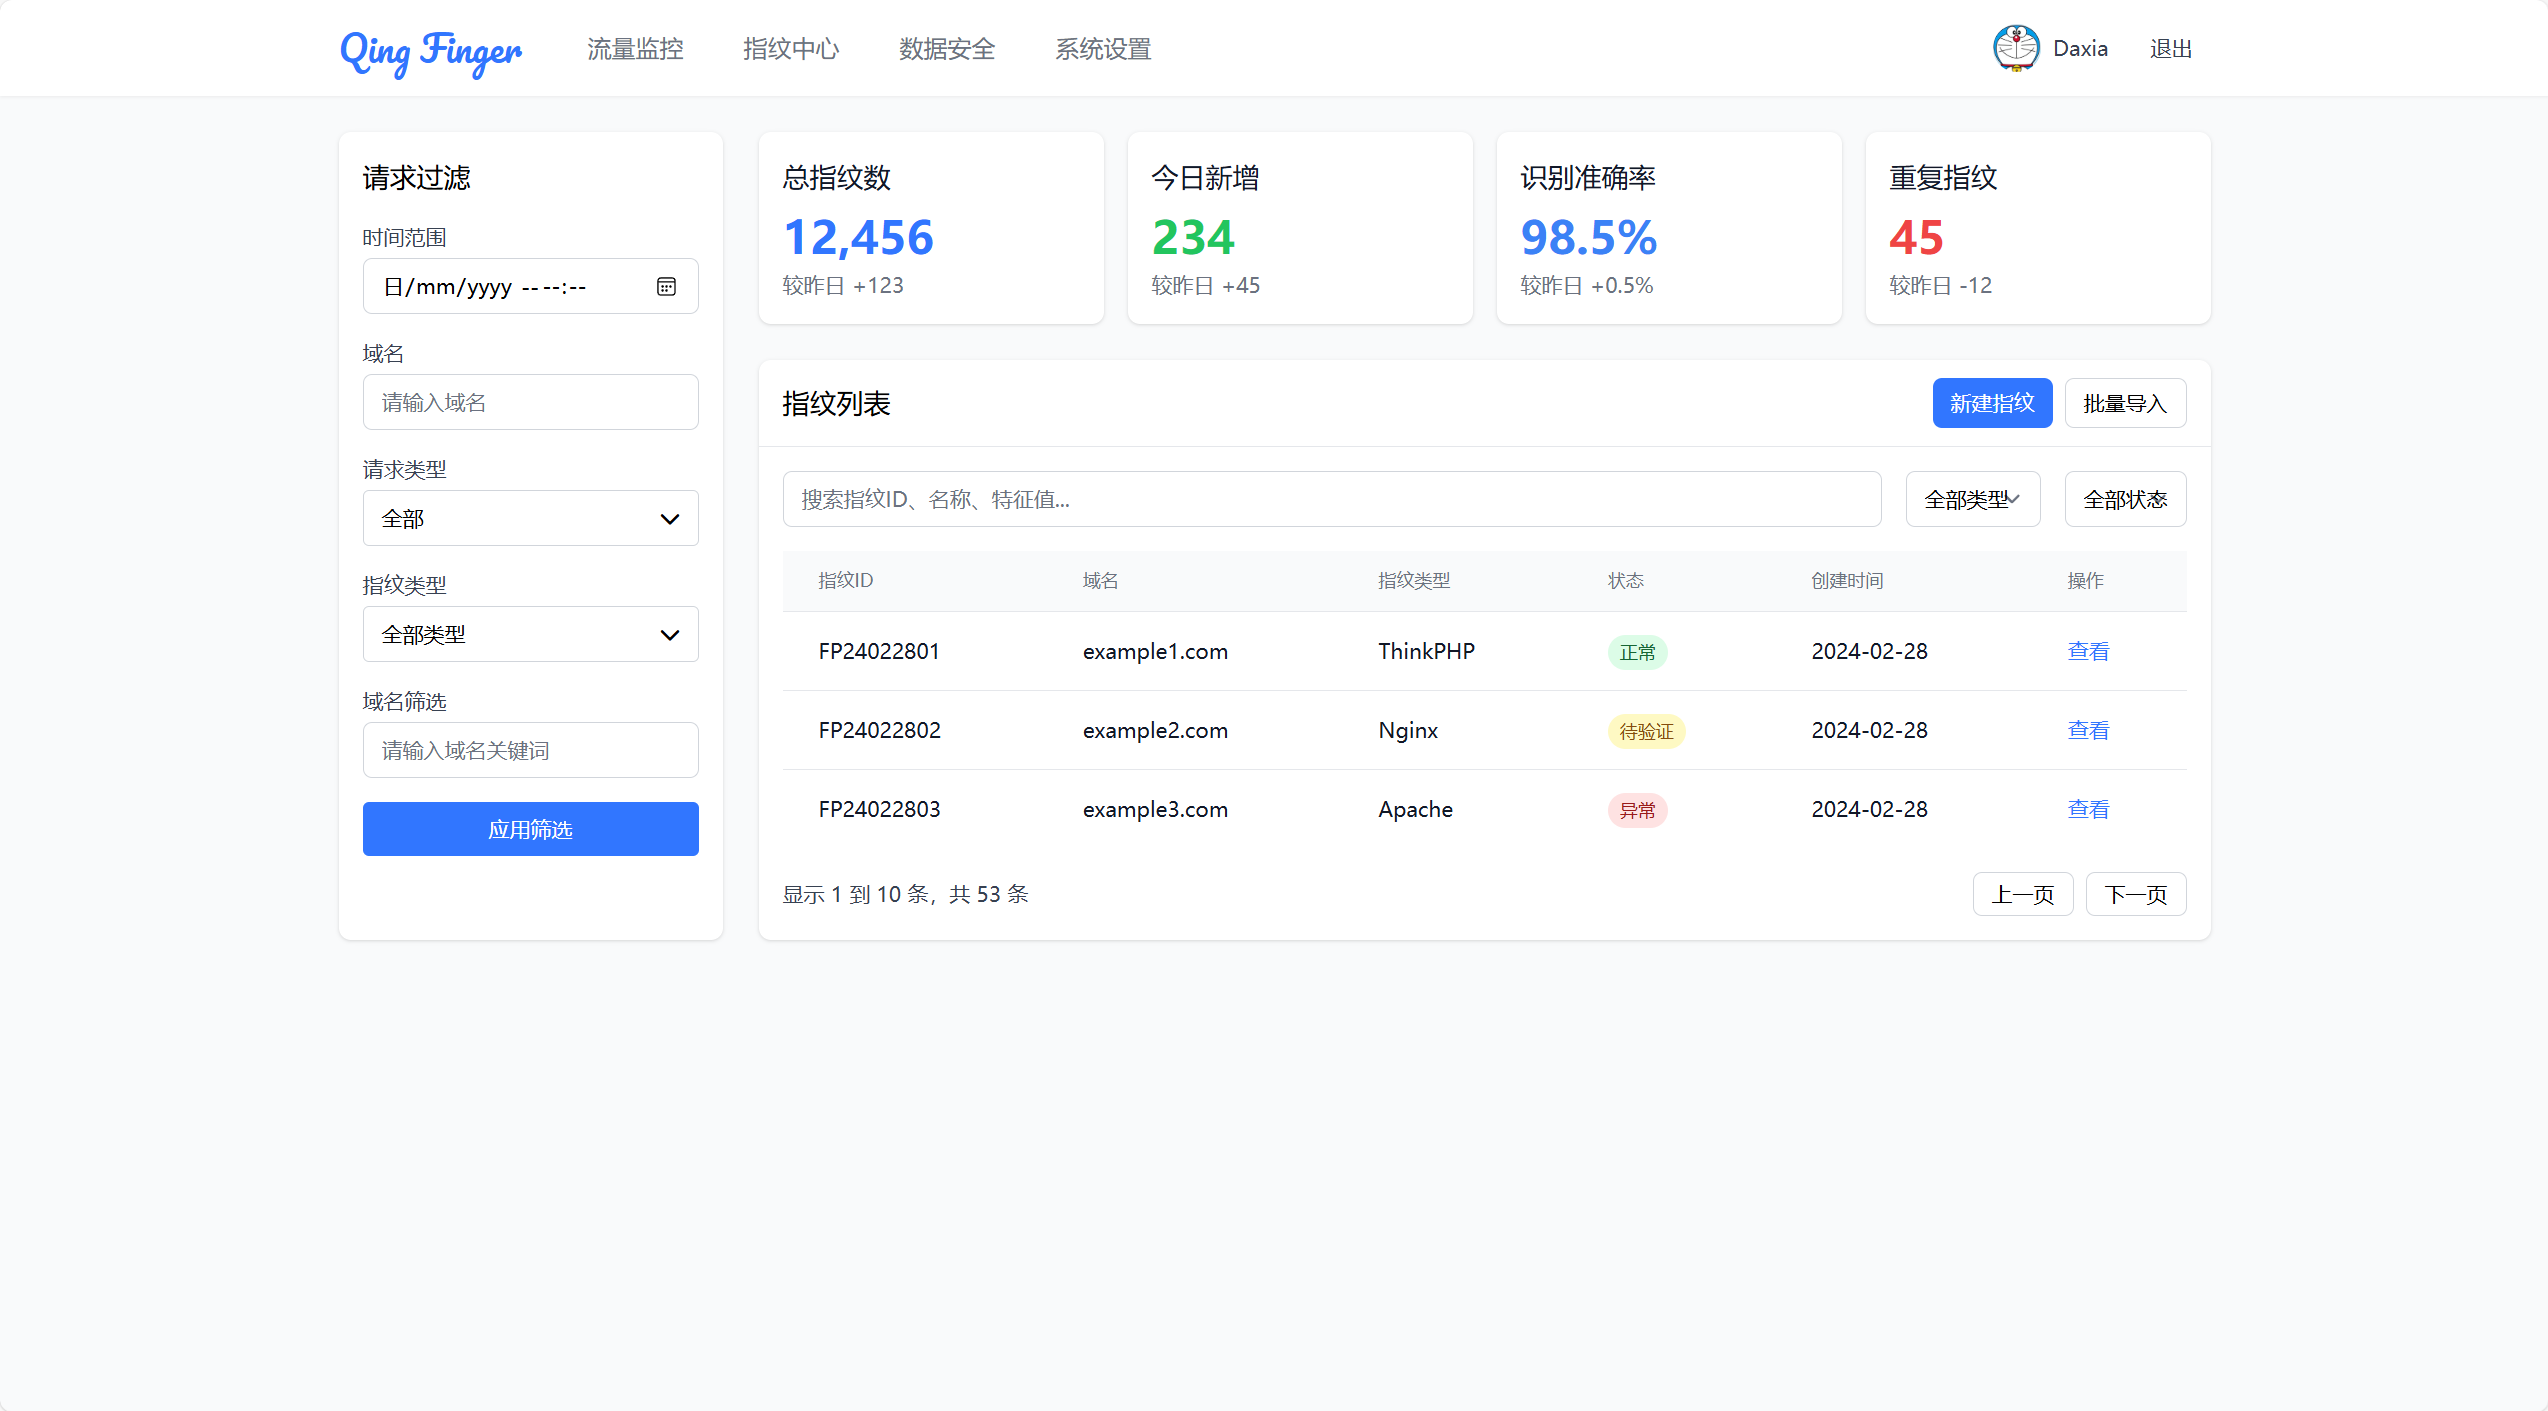 Qing Finger 流量监控 指纹中心 数据安全 系统设置 Daxia 退出
请求过滤
时间范围
日/mm/yyyy -- --:--
域名
请输入域名
请求类型
全部
指纹类型
全部类型
域名筛选
请输入域名关键词
应用筛选
总指纹数
12,456
较昨日 +123
今日新增
234
较昨日 +45
识别准确率
98.5%
较昨日 +0.5%
重复指纹
45
较昨日 -12
指纹列表 新建指纹 批量导入
搜索指纹ID、名称、特征值... 全部类型 全部状态
指纹ID 域名 指纹类型 状态 创建时间 操作
FP24022801 example1.com ThinkPHP 正常 2024-02-28 查看
FP24022802 example2.com Nginx 待验证 2024-02-28 查看
FP24022803 example3.com Apache 异常 2024-02-28 查看
显示 1 到 10 条，共 53 条 上一页 下一页